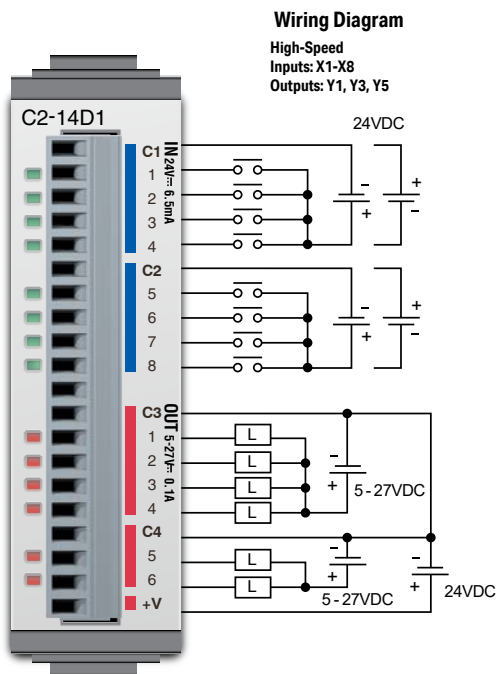 Wiring Diagram
High-Speed
Inputs: X1-X8
Outputs: Y1, Y3, Y5
C2-14D1
24VDC
C1
IN 24V⎓ 6.5mA
1
2
3
4
C2
5
6
7
8
C3
OUT 5-27V⎓ 0.1A
1
2
3
4
C4
5
6
+V
-
+
+
-
-
+
+
-
L
L
L
L
-
+
5-27VDC
L
L
-
+
5-27VDC
-
+
24VDC